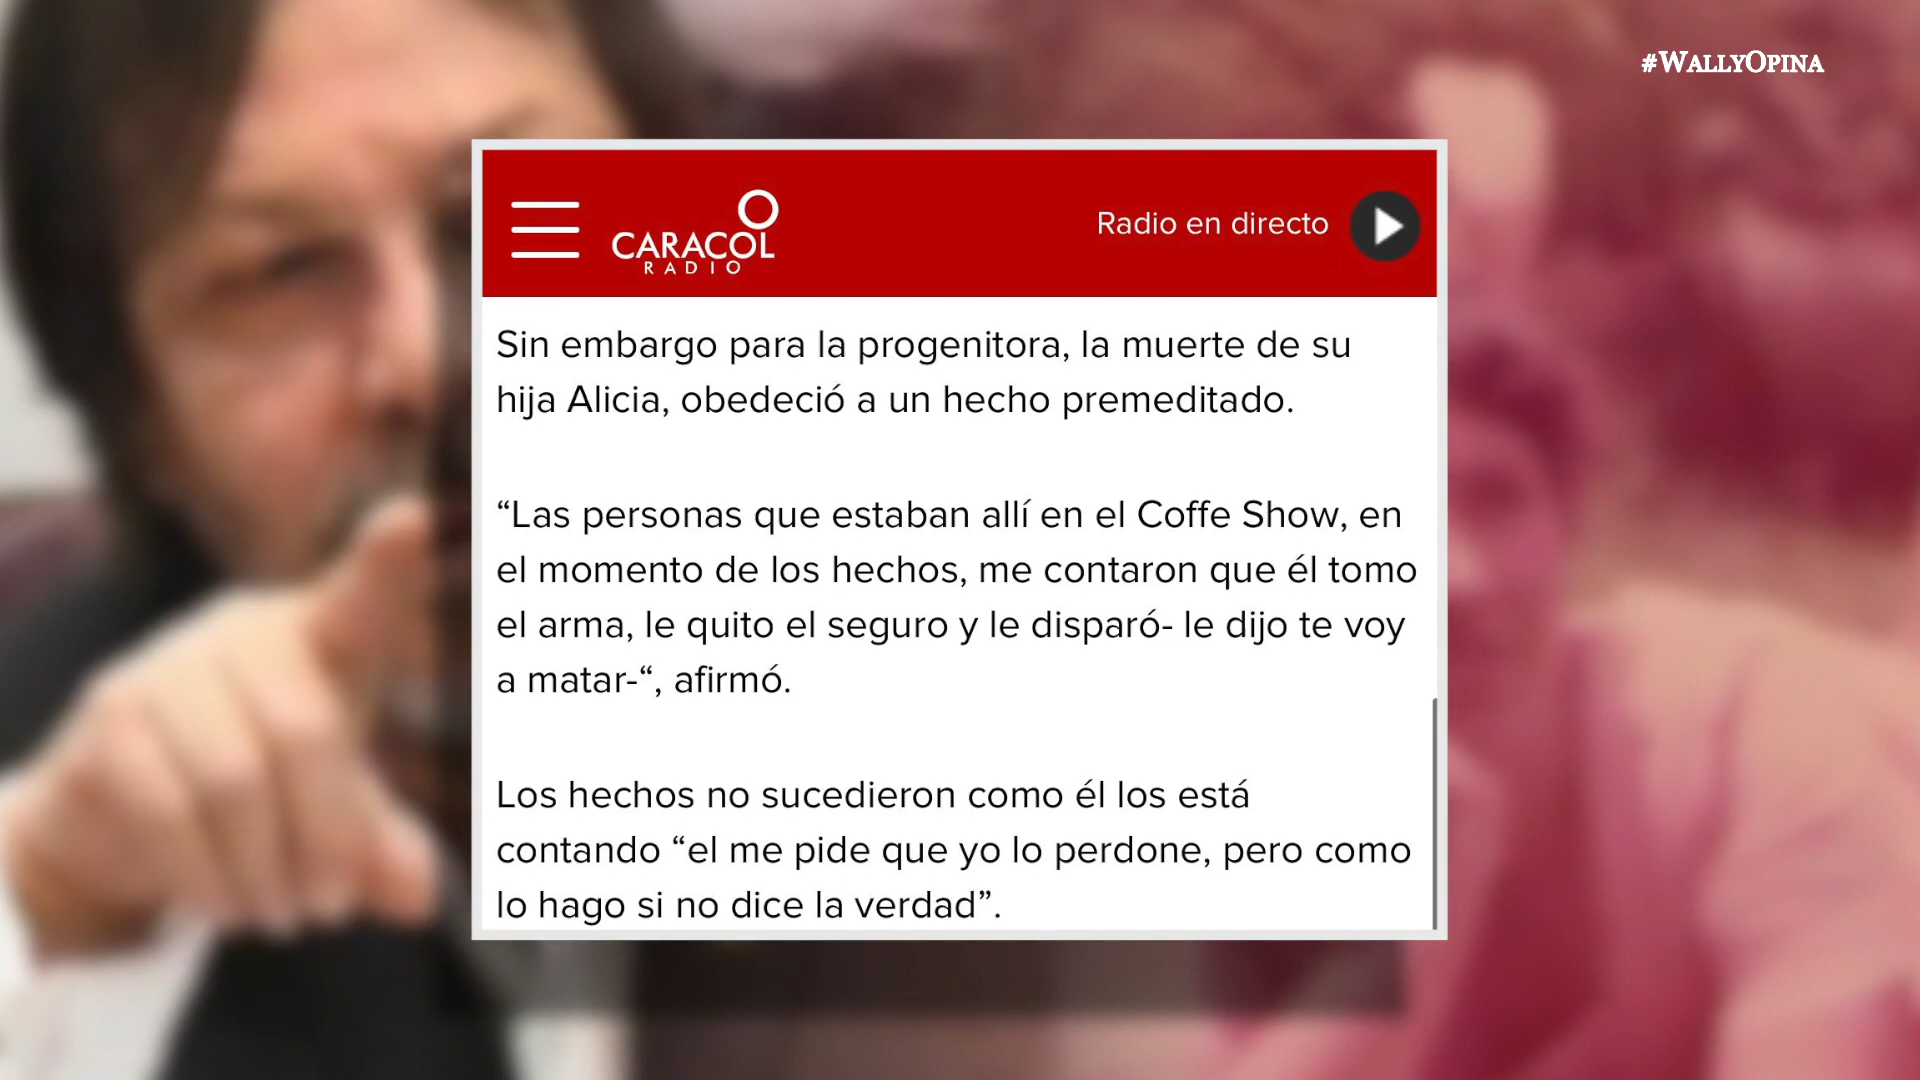 #WallyOpina
CARACOL
RADIO
Radio en directo
Sin embargo para la progenitora, la muerte de su
hija Alicia, obedeció a un hecho premeditado.
“Las personas que estaban allí en el Coffe Show, en
el momento de los hechos, me contaron que él tomo
el arma, le quito el seguro y le disparó- le dijo te voy
a matar-“, afirmó.
Los hechos no sucedieron como él los está
contando “el me pide que yo lo perdone, pero como
lo hago si no dice la verdad”.